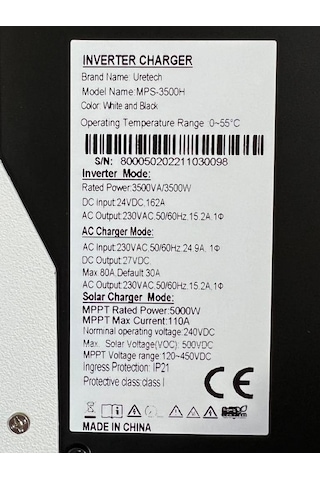 INVERTER CHARGER
Brand Name: Uretech
Model Name: MPS-3500H
Color: White and Black
Operating Temperature Range: 0~55°C
S/N: 800050202211030098
Inverter Mode:
Rated Power:3500VA/3500W
DC Input:24VDC,162A
AC Output:230VAC,50/60Hz,15.2A,1Φ
AC Charger Mode:
AC Input:230VAC,50/60Hz,24.9A, 1Φ
DC Output:27VDC,
Max 80A,Default 30A
AC Output:230VAC,50/60Hz,15.2A,1Φ
Solar Charger Mode:
MPPT Rated Power:5000W
MPPT Max Current:110A
Norminal operating voltage:240VDC
Max. Solar Voltage(VOC): 500VDC
MPPT Voltage range: 120~450VDC
Ingress Protection: IP21
Protective class:class I
CE
MADE IN CHINA